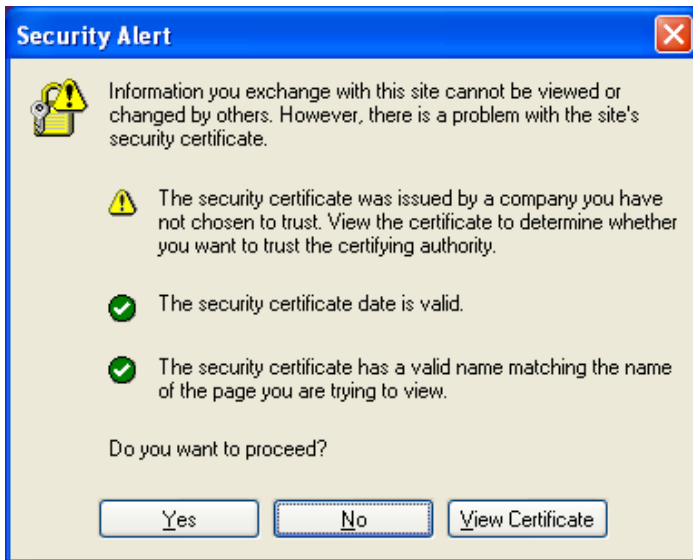 Security Alert
Information you exchange with this site cannot be viewed or
changed by others. However, there is a problem with the site's
security certificate.
The security certificate was issued by a company you have
not chosen to trust. View the certificate to determine whether
you want to trust the certifying authority.
The security certificate date is valid.
The security certificate has a valid name matching the name
of the page you are trying to view.
Do you want to proceed?
Yes No View Certificate